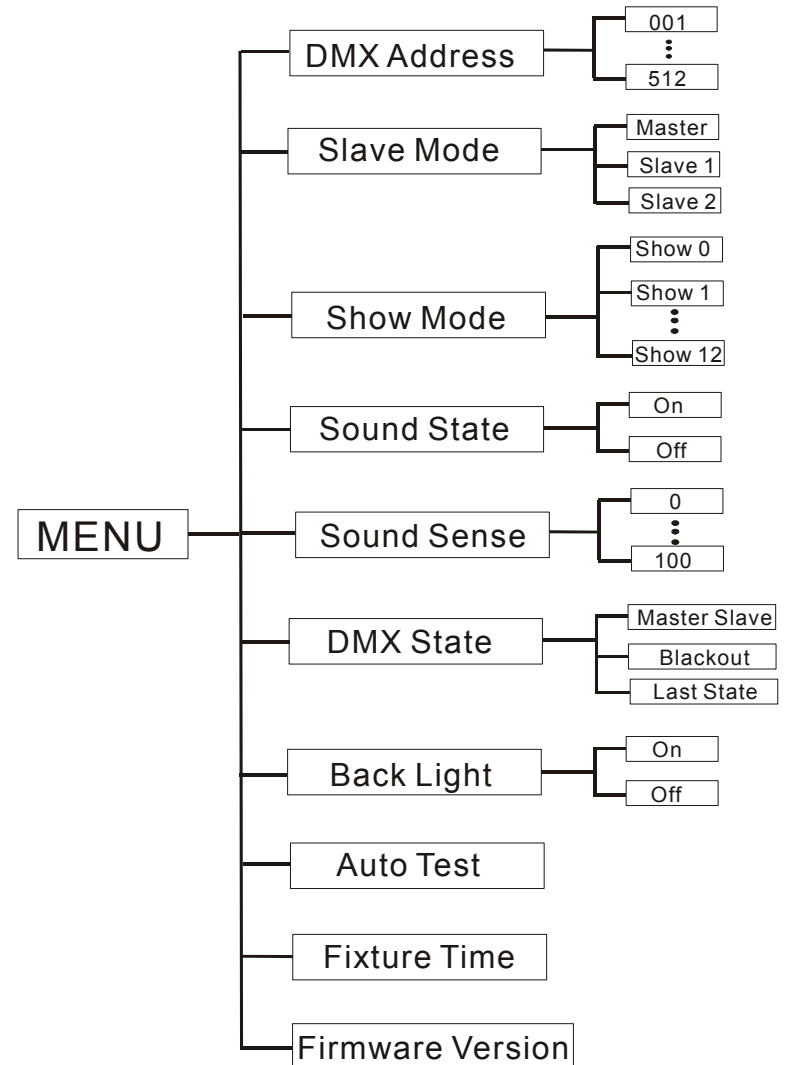 MENU
DMX Address
001
512
Slave Mode
Master
Slave 1
Slave 2
Show Mode
Show 0
Show 1
Show 12
Sound State
On
Off
Sound Sense
0
100
DMX State
Master Slave
Blackout
Last State
Back Light
On
Off
Auto Test
Fixture Time
Firmware Version